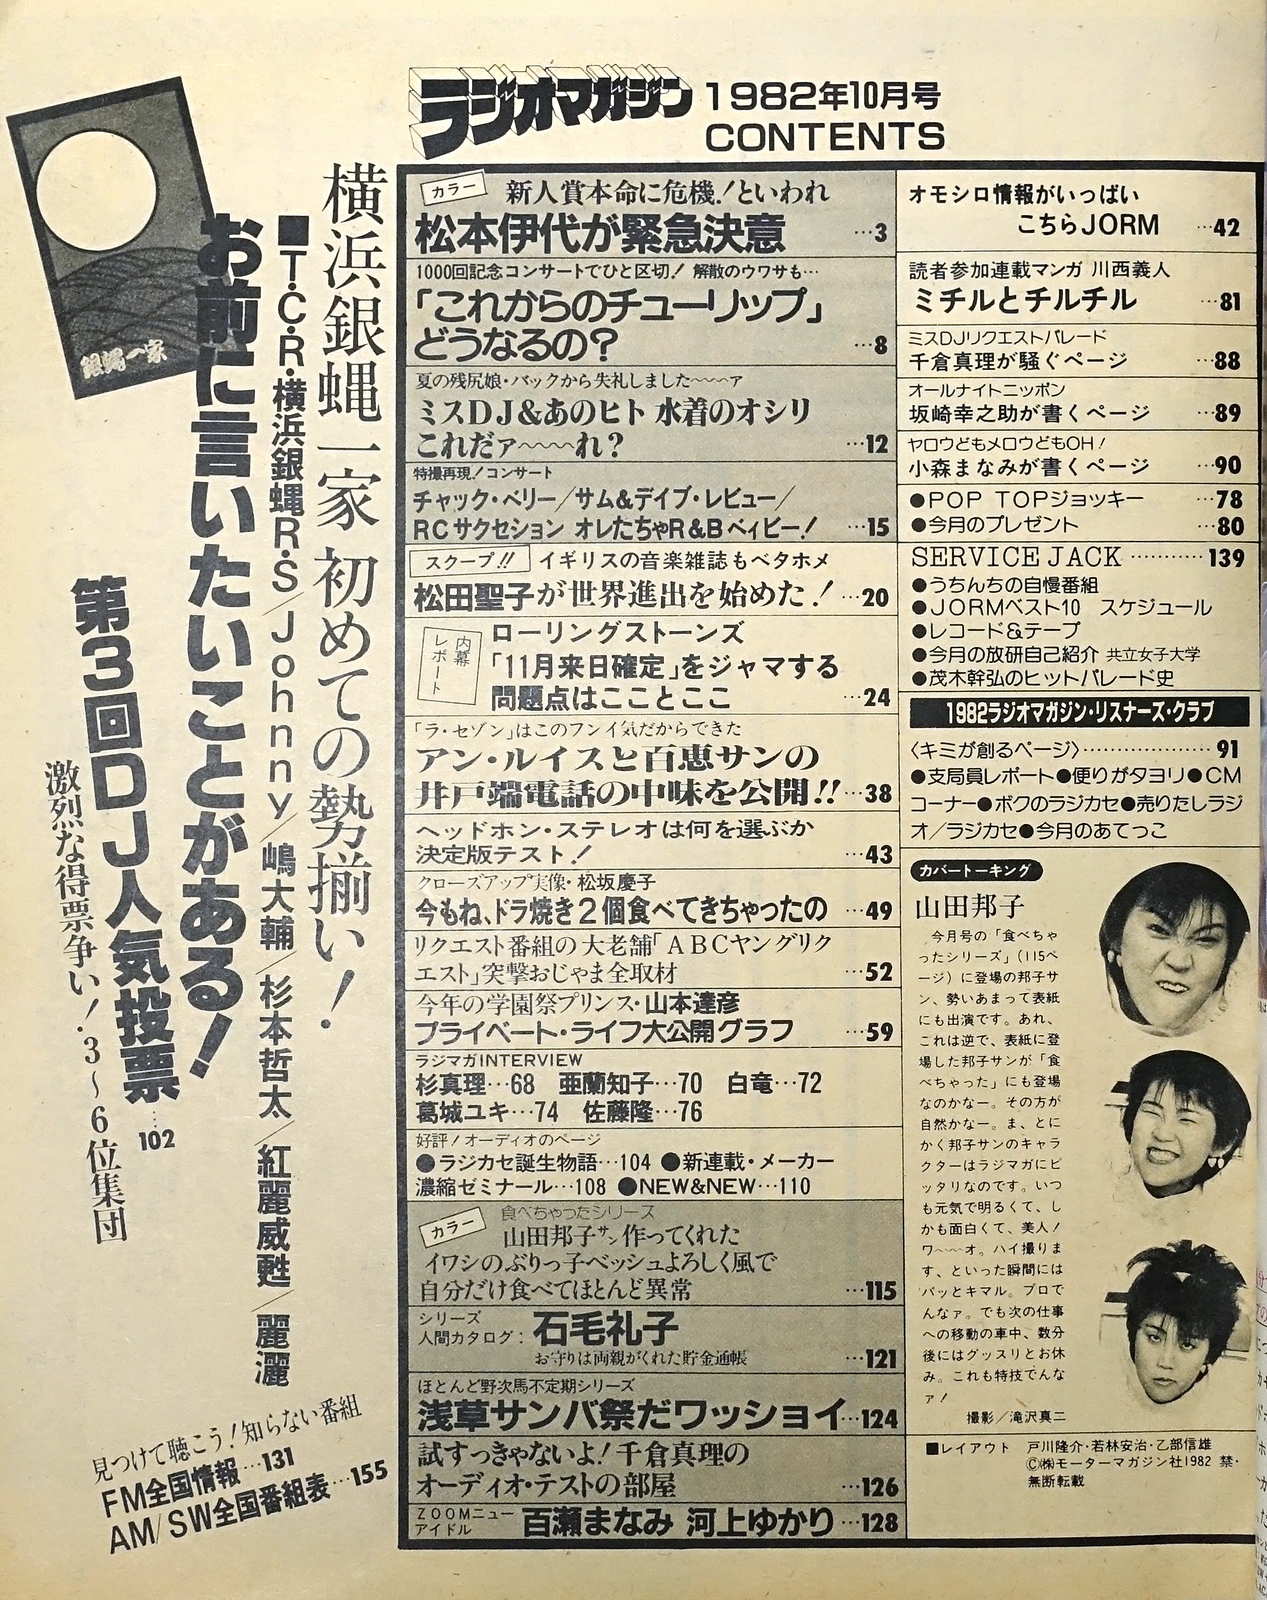 ラジオマガジン 1982年10月号
CONTENTS
銀蝿一家
横浜銀蝿一家 初めての勢揃い!
■T・C・R・横浜銀蝿R・S/Johnny/嶋大輔/杉本哲太/紅麗威甦/麗灑
お前に言いたいことがある!
第3回DJ人気投票…102
激烈な得票争い!・3~6位集団
見つけて聴こう!知らない番組
FM全国情報…131
AM/SW全国番組表…155
カラー 新人賞本命に危機!といわれ
松本伊代が緊急決意 …3
1000回記念コンサートでひと区切! 解散のウワサも…
「これからのチューリップ」
どうなるの? …8
夏の残尻娘・バックから失礼しました~~~ァ
ミスDJ&あのヒト 水着のオシリ
これだァ~~~~れ? …12
特撮再現!コンサート
チャック・ベリー/サム&デイブ・レビュー/
RCサクセション オレたちゃR&Bベイビー! …15
スクープ!! イギリスの音楽雑誌もベタホメ
松田聖子が世界進出を始めた! …20
内幕レポート
ローリングストーンズ
「11月来日確定」をジャマする
問題点はこことここ …24
「ラ・セゾン」はこのフンイ気だからできた
アン・ルイスと百恵サンの
井戸端電話の中味を公開!! …38
ヘッドホン・ステレオは何を選ぶか
決定版テスト! …43
クローズアップ実像・松坂慶子
今もね、ドラ焼き2個食べてきちゃったの …49
リクエスト番組の大老舗「ABCヤングリク
エスト」突撃おじゃま全取材 …52
今年の学園祭プリンス・山本達彦
プライベート・ライフ大公開グラフ …59
ラジマガINTERVIEW
杉真理…68 亜蘭知子…70 白竜…72
葛城ユキ…74 佐藤隆…76
好評!オーディオのページ
●ラジカセ誕生物語…104 ●新連載・メーカー
濃縮ゼミナール…108 ●NEW&NEW…110
カラー 食べちゃったシリーズ
山田邦子サン作ってくれた
イワシのぶりっ子ベッシュよろしく風で
自分だけ食べてほとんど異常 …115
シリーズ
人間カタログ: 石毛礼子
お守りは両親がくれた貯金通帳 …121
ほとんど野次馬不定期シリーズ
浅草サンバ祭だワッショイ…124
試すっきゃないよ!千倉真理の
オーディオ・テストの部屋 …126
ZOOMニュー
アイドル 百瀬まなみ 河上ゆかり…128
オモシロ情報がいっぱい
こちらJORM …42
読者参加連載マンガ 川西義人
ミチルとチルチル …81
ミスDJリクエストパレード
千倉真理が騒ぐページ …88
オールナイトニッポン
坂崎幸之助が書くページ …89
ヤロウどもメロウどもOH!
小森まなみが書くページ …90
●POP TOPジョッキー …78
●今月のプレゼント …80
SERVICE JACK…………139
●うちんちの自慢番組
●JORMベスト10 スケジュール
●レコード&テープ
●今月の放研自己紹介 共立女子大学
●茂木幹弘のヒットパレード史
1982ラジオマガジン・リスナーズ・クラブ
〈キミが創るページ〉……………91
●支局員レポート●便りがタヨリ●CM
コーナー●ボクのラジカセ●売りたしラジ
オ/ラジカセ●今月のあてっこ
カバートーキング
山田邦子
今月号の「食べちゃ
ったシリーズ」(115ペ
ージ)に登場の邦子サ
ン、勢いあまって表紙
にも出演です。あれ、
これは逆で、表紙に登
場した邦子サンが「食
べちゃった」にも登場
なのかなー。その方が
自然かなー。ま、とに
かく邦子サンのキャラ
クターはラジマガにピ
ッタリなのです。いつ
も元気で明るくて、し
かも面白くて、美人!
ワ~~~オ。ハイ撮りま
す、といった瞬間には
パッとキマル。プロで
んなァ。でも次の仕事
への移動の車中、数分
後にはグッスリとお休
み。これも特技でんな
ァ!
撮影/滝沢真二
■レイアウト 戸川隆介・若林安治・乙部信雄
©(株)モーターマガジン社1982 禁・
無断転載